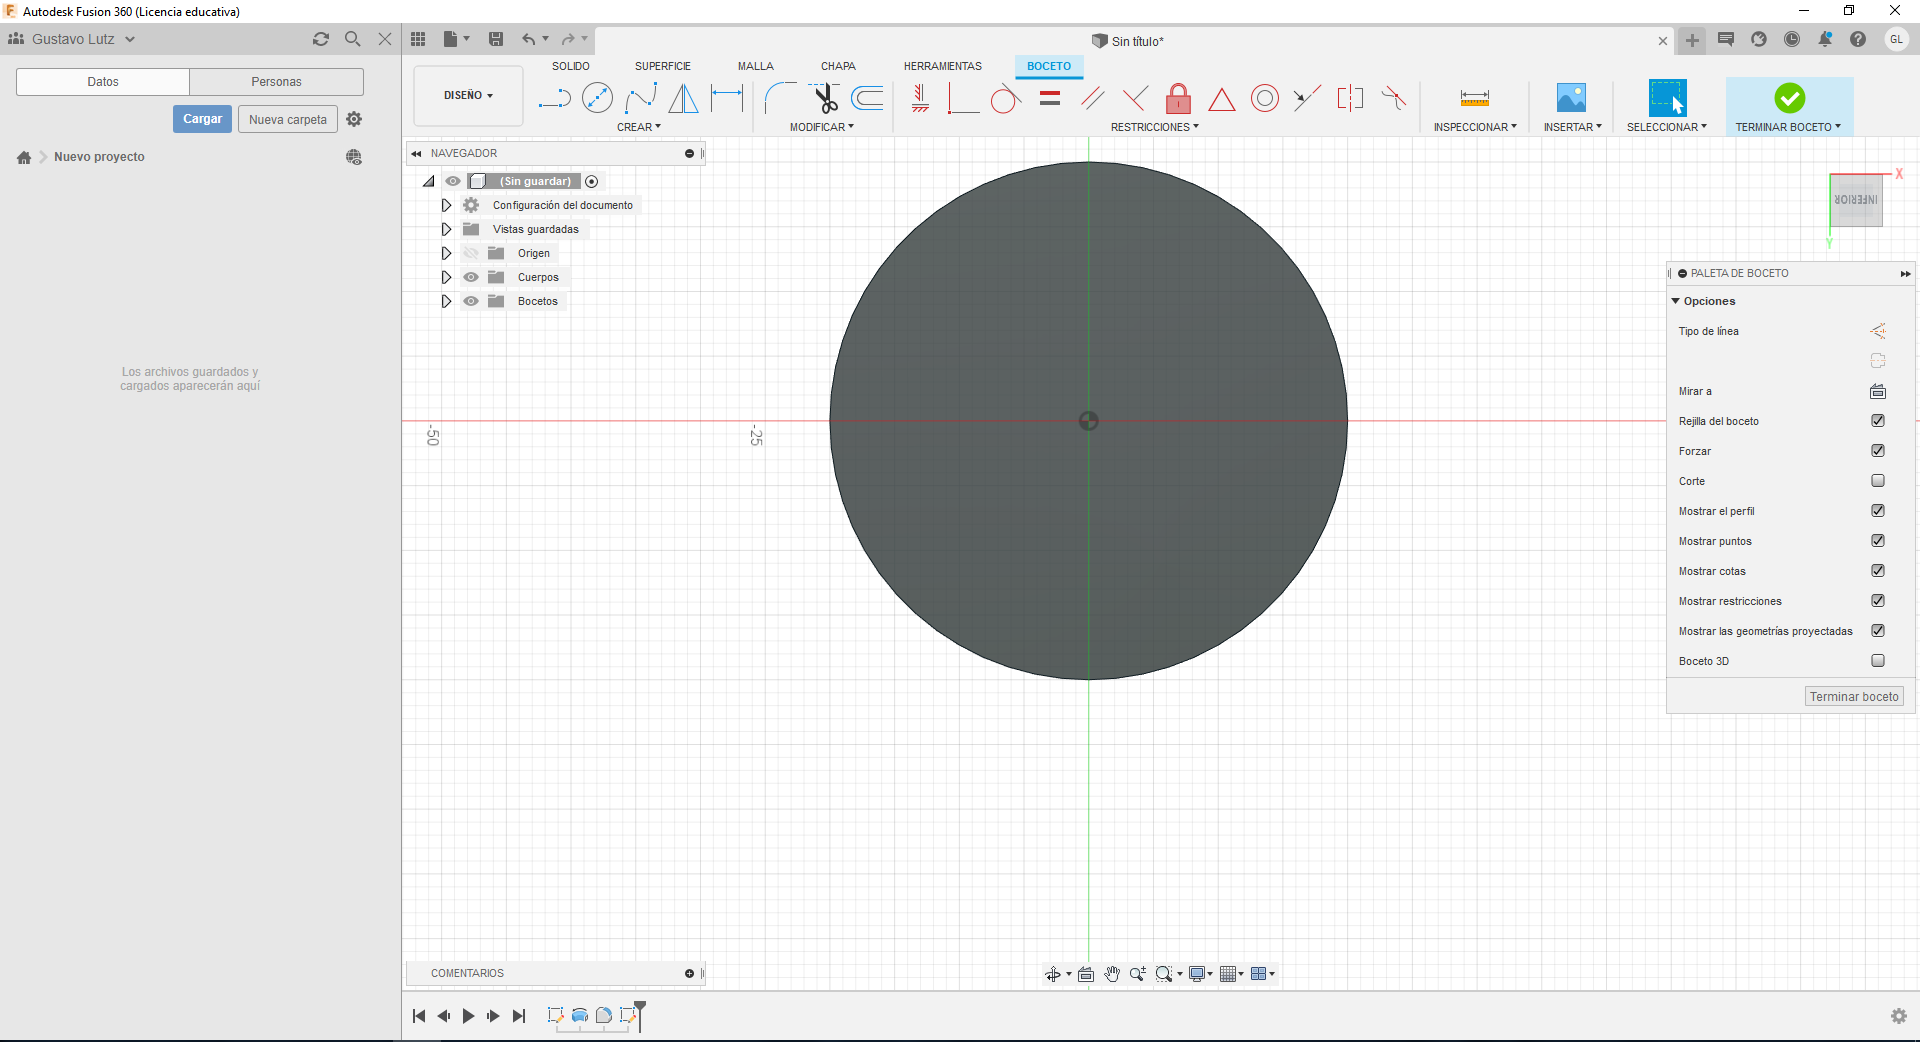 Autodesk Fusion 360 (Licencia educativa)
Gustavo Lutz
Sin título*
GL
Datos
Personas
Cargar
Nueva carpeta
Nuevo proyecto
Los archivos guardados y
cargados aparecerán aquí
DISEÑO
SOLIDO
SUPERFICIE
MALLA
CHAPA
HERRAMIENTAS
BOCETO
CREAR
MODIFICAR
RESTRICCIONES
INSPECCIONAR
INSERTAR
SELECCIONAR
TERMINAR BOCETO
NAVEGADOR
(Sin guardar)
Configuración del documento
Vistas guardadas
Origen
Cuerpos
Bocetos
-50
-25
X
INFERIOR
Y
PALETA DE BOCETO
Opciones
Tipo de línea
Mirar a
Rejilla del boceto
Forzar
Corte
Mostrar el perfil
Mostrar puntos
Mostrar cotas
Mostrar restricciones
Mostrar las geometrías proyectadas
Boceto 3D
Terminar boceto
COMENTARIOS